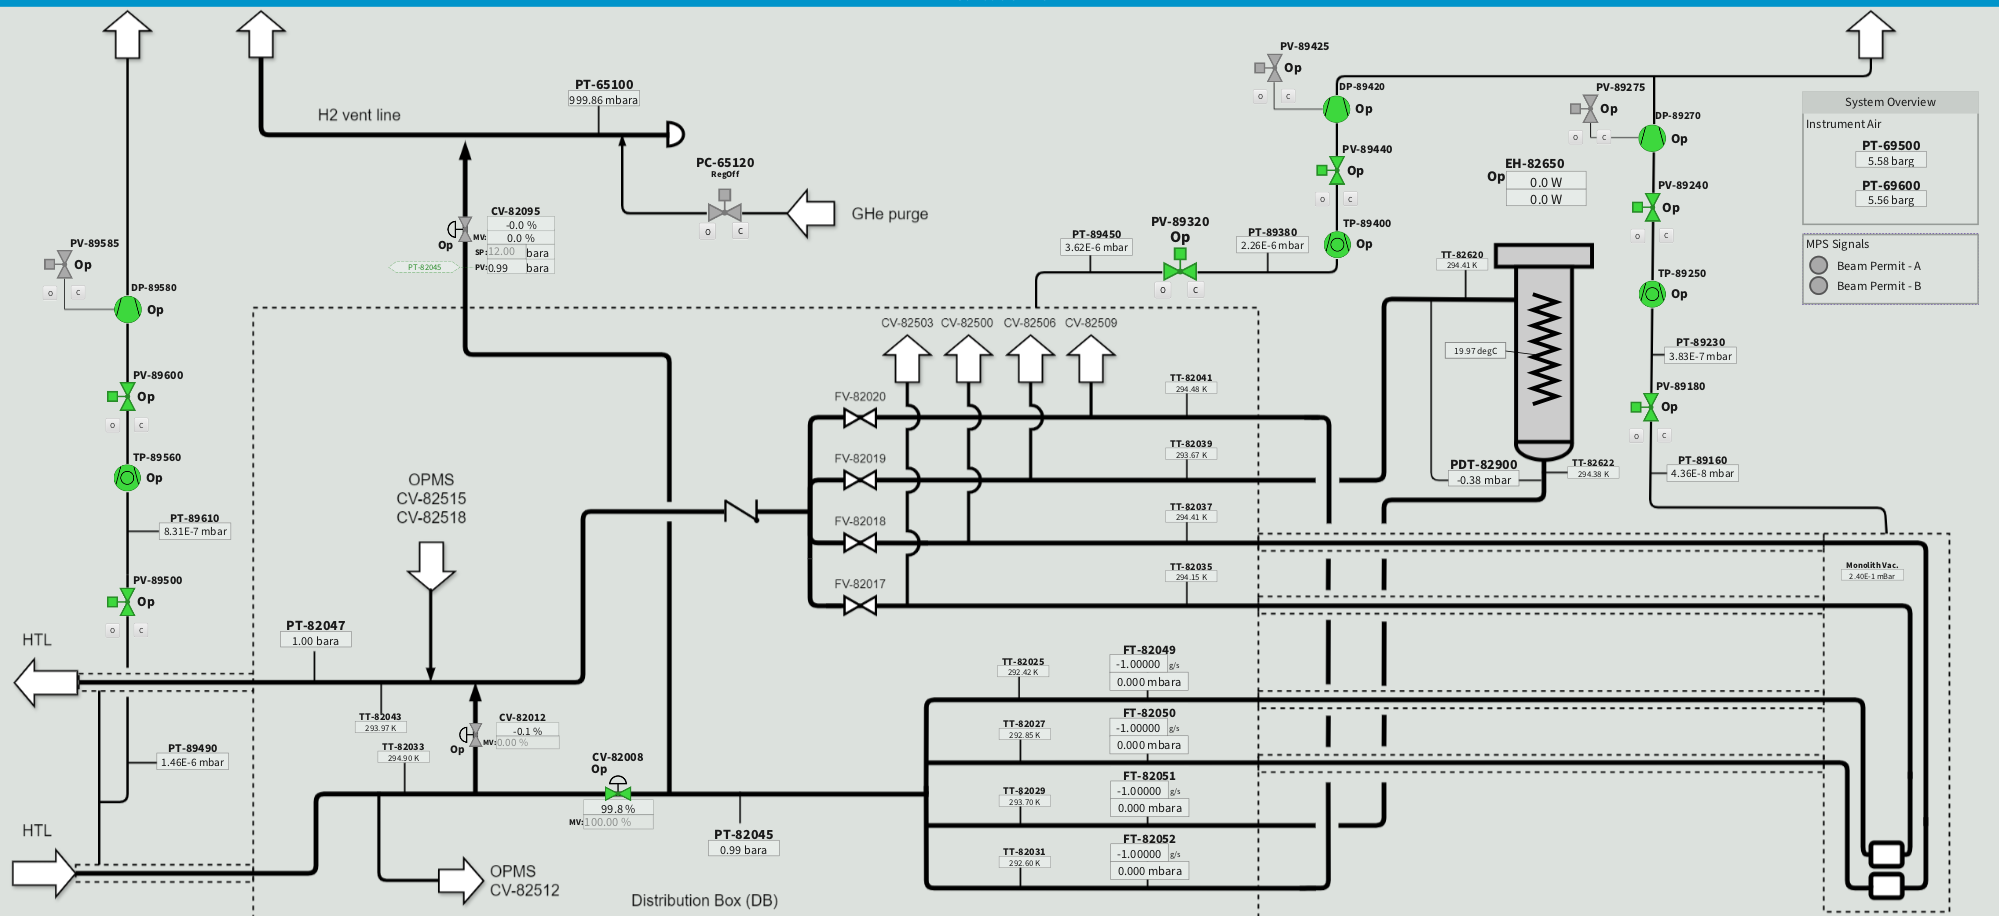 PV-89425
Op
o c
DP-89420
Op
PV-89275
Op
o c
DP-89270
Op
System Overview
Instrument Air
PT-69500
5.58 barg
PT-69600
5.56 barg
MPS Signals
Beam Permit - A
Beam Permit - B
PT-65100
999.86 mbara
H2 vent line
PC-65120
RegOff
o c
GHe purge
PV-89440
Op
o c
EH-82650
Op
0.0 W
0.0 W
PV-89240
Op
o c
CV-82095
-0.0 %
MV: 0.0 %
Op
SP: 12.00 bara
PT-82045
PV: 0.99 bara
PV-89320
Op
o c
PT-89450
3.62E-6 mbar
PT-89380
2.26E-6 mbar
TP-89400
Op
PV-89585
Op
o c
DP-89580
Op
TT-82620
294.41 K
TP-89250
Op
CV-82503 CV-82500 CV-82506 CV-82509
19.97 degC
PT-89230
3.83E-7 mbar
PV-89600
Op
o c
TT-82041
294.48 K
FV-82020
PV-89180
Op
o c
TT-82039
293.67 K
FV-82019
TP-89560
Op
OPMS
CV-82515
CV-82518
PDT-82900
-0.38 mbar
TT-82622
294.38 K
PT-89160
4.36E-8 mbar
PT-89610
8.31E-7 mbar
TT-82037
294.41 K
FV-82018
PV-89500
Op
o c
TT-82035
294.15 K
FV-82017
Monolith Vac.
2.40E-1 mBar
HTL
PT-82047
1.00 bara
FT-82049
-1.00000 g/s
0.000 mbara
TT-82025
292.42 K
TT-82043
293.97 K
CV-82012
-0.1 %
MV: 0.00 %
Op
FT-82050
-1.00000 g/s
0.000 mbara
TT-82027
292.85 K
TT-82033
294.90 K
PT-89490
1.46E-6 mbar
CV-82008
Op
99.8 %
MV: 100.00 %
FT-82051
-1.00000 g/s
0.000 mbara
TT-82029
293.70 K
HTL
PT-82045
0.99 bara
FT-82052
-1.00000 g/s
0.000 mbara
TT-82031
292.60 K
OPMS
CV-82512
Distribution Box (DB)